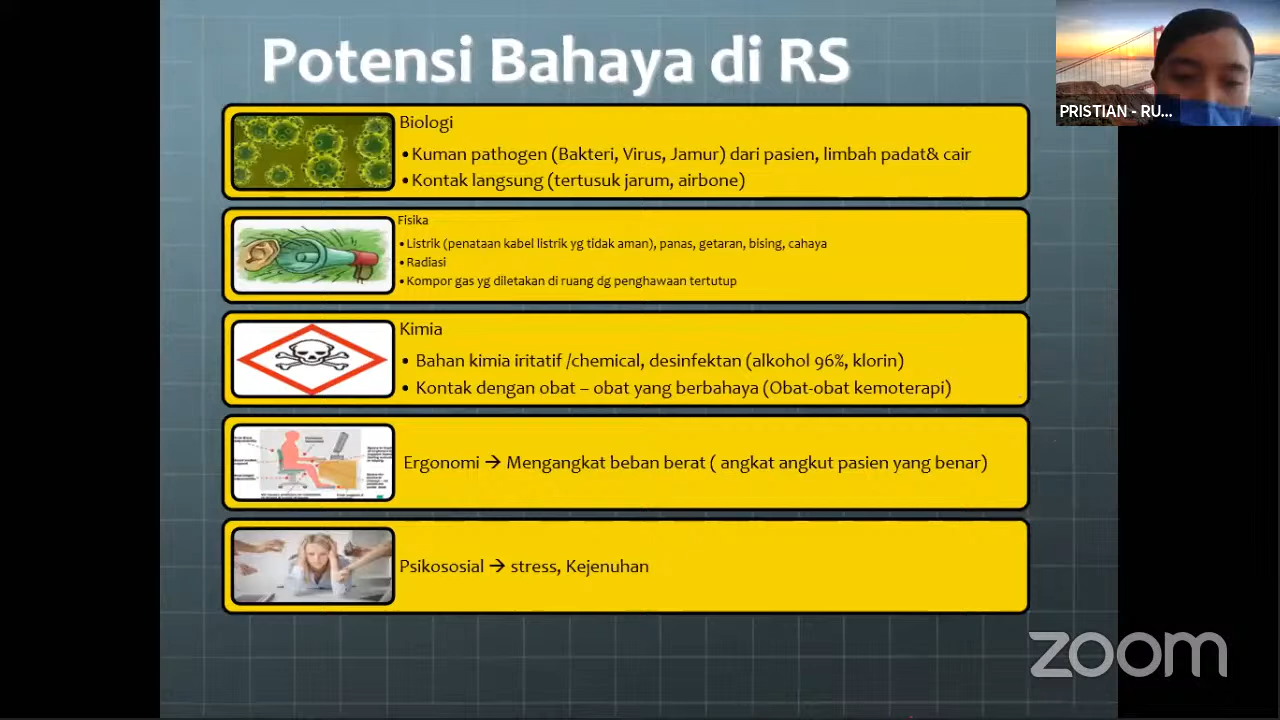 Potensi Bahaya di RS
PRISTIAN - RU...
Biologi
•Kuman pathogen (Bakteri, Virus, Jamur) dari pasien, limbah padat& cair
•Kontak langsung (tertusuk jarum, airbone)
Fisika
•Listrik (penataan kabel listrik yg tidak aman), panas, getaran, bising, cahaya
•Radiasi
•Kompor gas yg diletakan di ruang dg penghawaan tertutup
Kimia
• Bahan kimia iritatif /chemical, desinfektan (alkohol 96%, klorin)
• Kontak dengan obat – obat yang berbahaya (Obat-obat kemoterapi)
Ergonomi → Mengangkat beban berat ( angkat angkut pasien yang benar)
Psikososial → stress, Kejenuhan
zoom